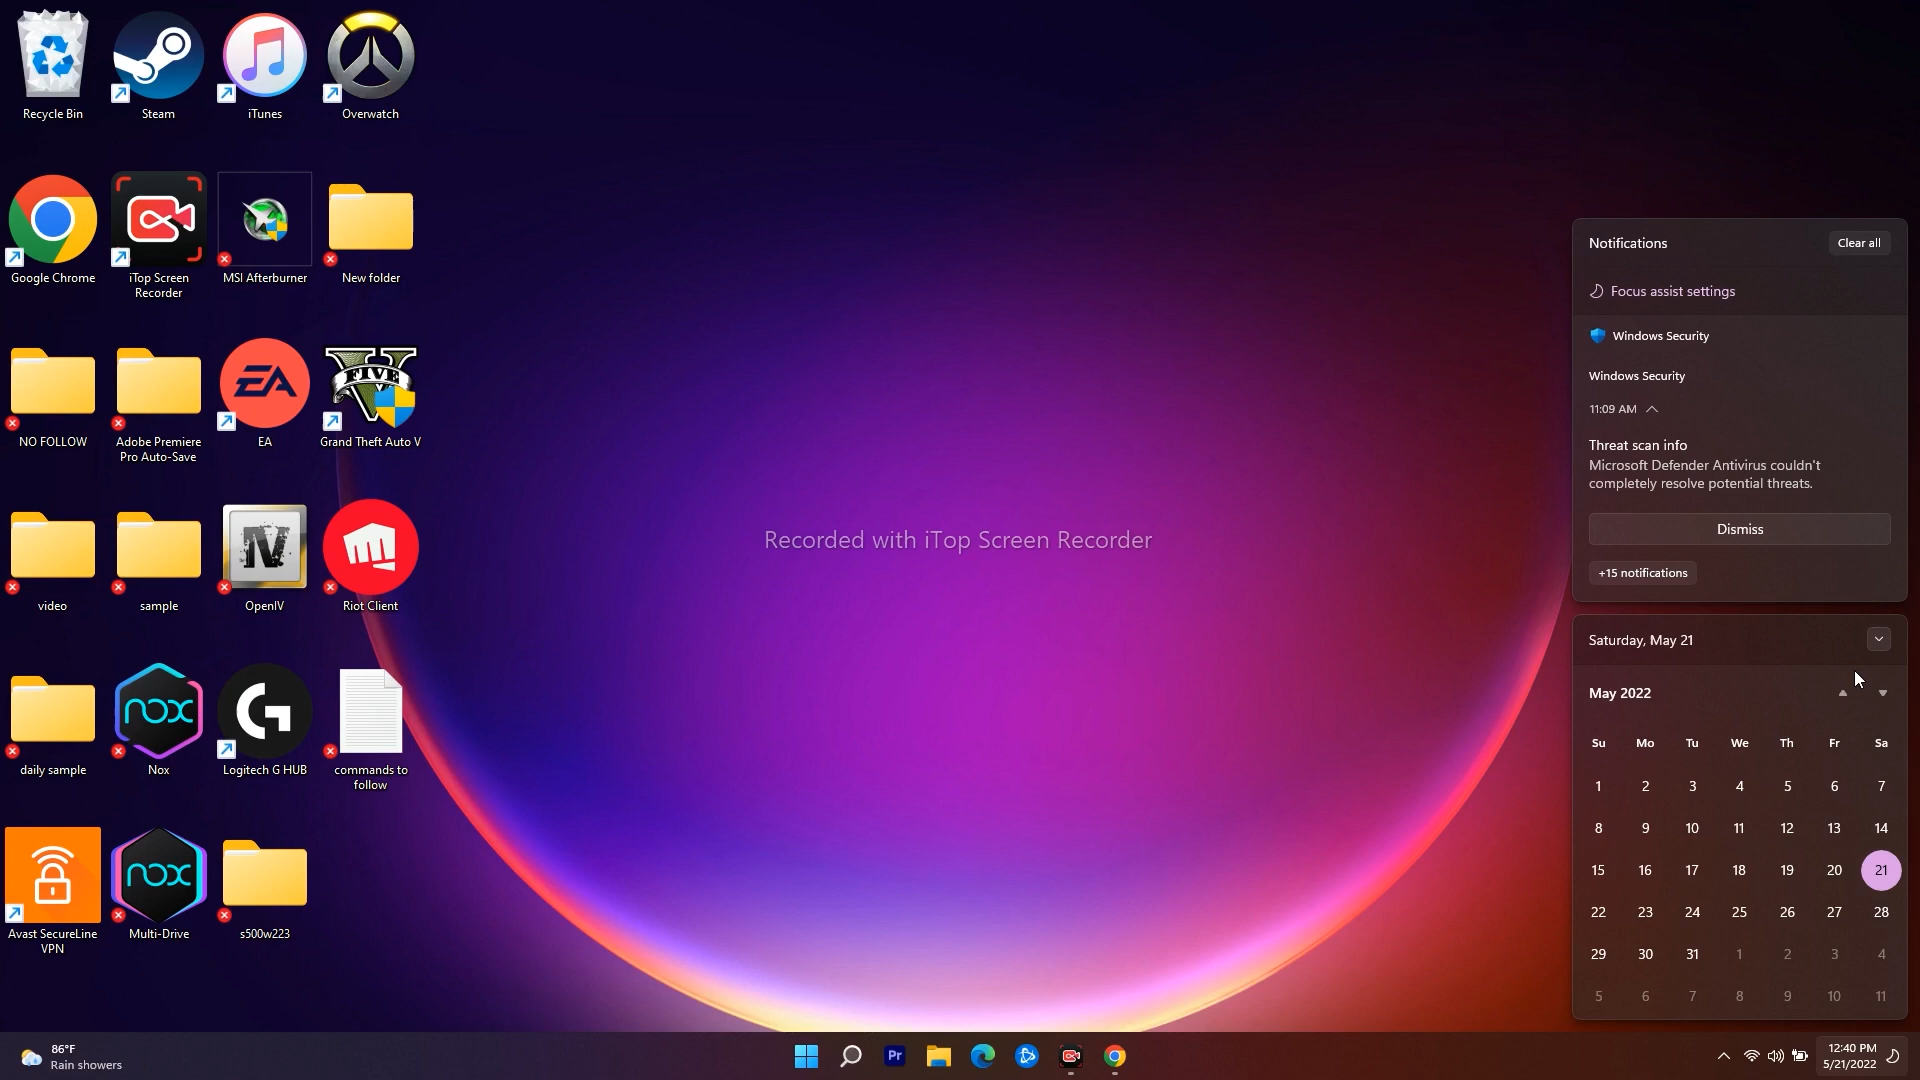 Recycle Bin
Steam
iTunes
Overwatch
Google Chrome
iTop Screen
Recorder
MSI Afterburner
New folder
NO FOLLOW
Adobe Premiere
Pro Auto-Save
EA
EA
FIVE
Grand Theft Auto V
video
sample
IV
OpenIV
Riot Client
daily sample
nox
Nox
Logitech G HUB
commands to
follow
Avast SecureLine
VPN
nox
Multi-Drive
s500w223
Recorded with iTop Screen Recorder
Notifications
Clear all
Focus assist settings
Windows Security
Windows Security
11:09 AM
Threat scan info
Microsoft Defender Antivirus couldn't
completely resolve potential threats.
Dismiss
+15 notifications
Saturday, May 21
May 2022
Su Mo Tu We Th Fr Sa
1 2 3 4 5 6 7
8 9 10 11 12 13 14
15 16 17 18 19 20 21
22 23 24 25 26 27 28
29 30 31 1 2 3 4
5 6 7 8 9 10 11
86°F
Rain showers
Pr
12:40 PM
5/21/2022